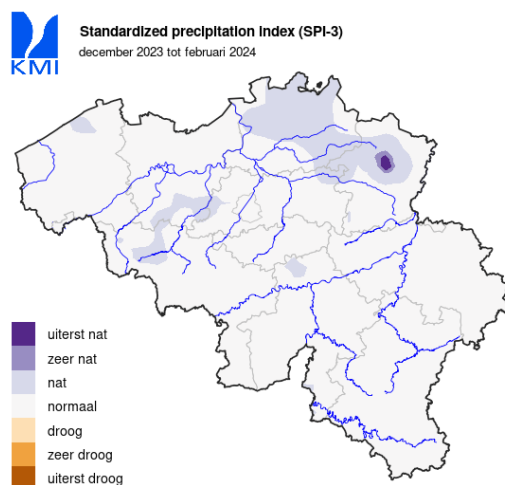 Standardized precipitation index (SPI-3)
december 2023 tot februari 2024
KMI
uiterst nat
zeer nat
nat
normaal
droog
zeer droog
uiterst droog